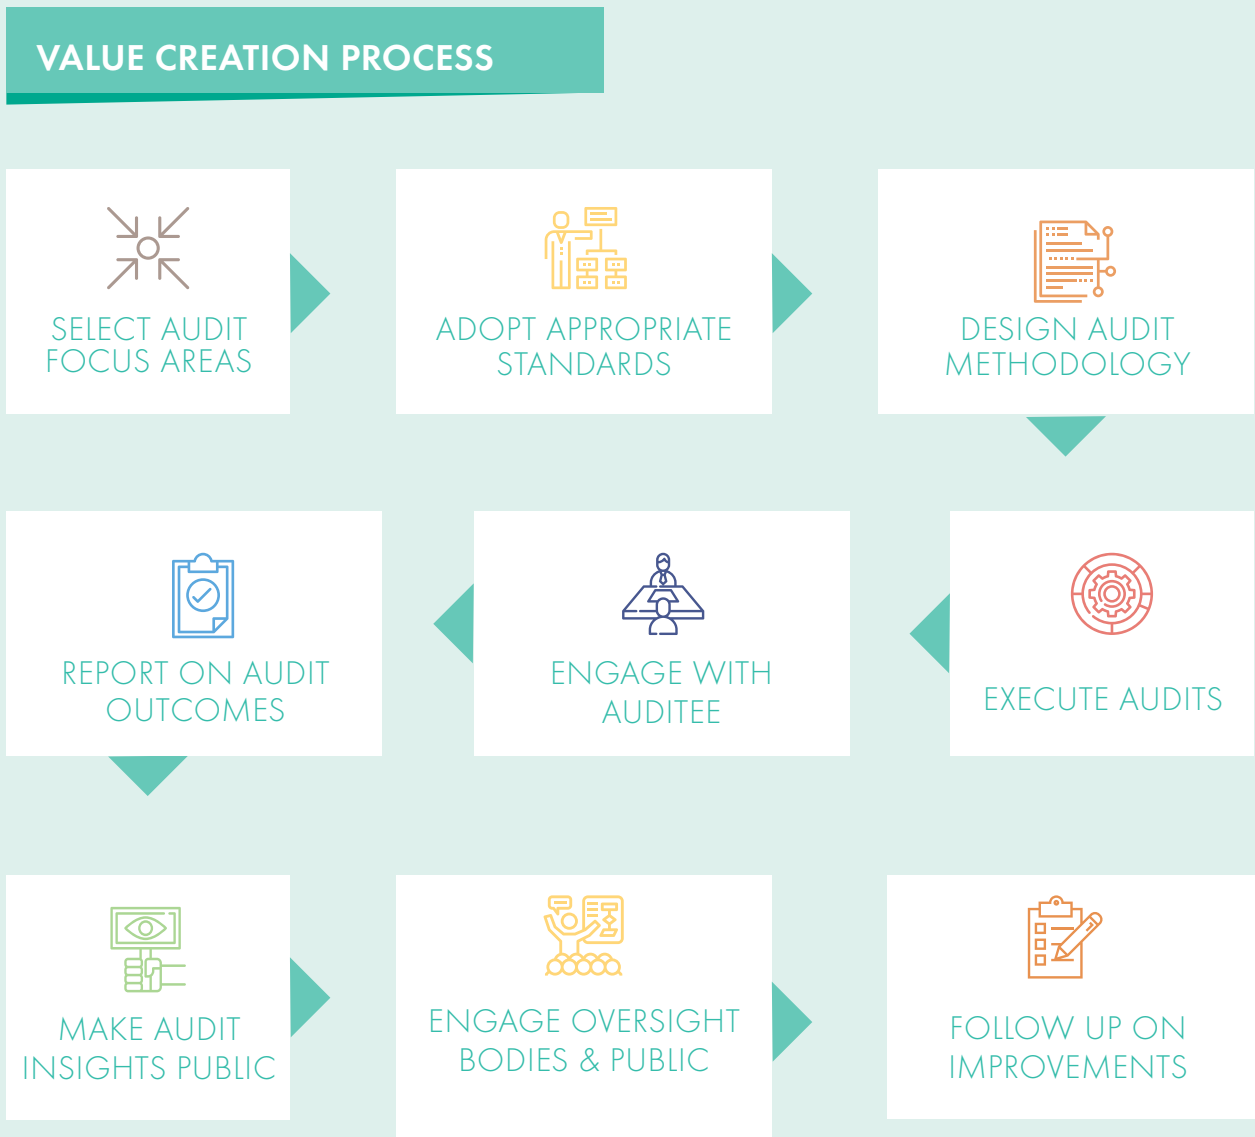 VALUE CREATION PROCESS
SELECT AUDIT
FOCUS AREAS
ADOPT APPROPRIATE
STANDARDS
DESIGN AUDIT
METHODOLOGY
EXECUTE AUDITS
ENGAGE WITH
AUDITEE
REPORT ON AUDIT
OUTCOMES
MAKE AUDIT
INSIGHTS PUBLIC
ENGAGE OVERSIGHT
BODIES & PUBLIC
FOLLOW UP ON
IMPROVEMENTS